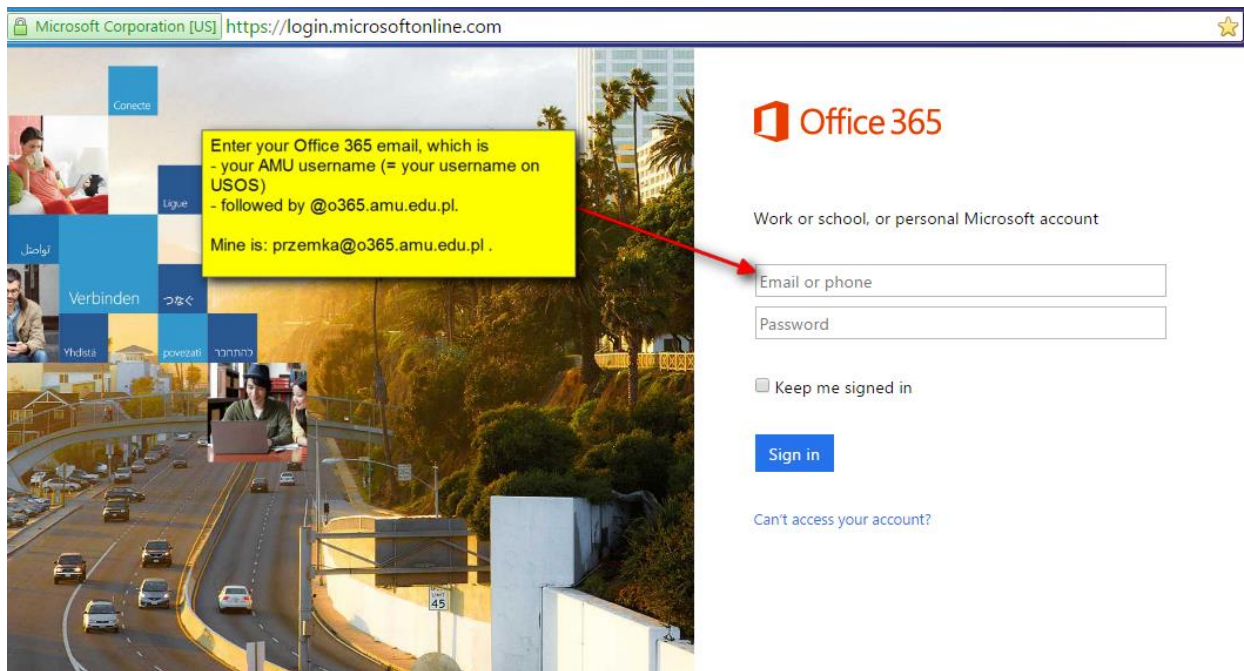 Microsoft Corporation [US] https://login.microsoftonline.com
Conecte
Ligue
تواصل
Verbinden
つなぐ
Yhdistä
povezati
להתחבר
Enter your Office 365 email, which is
- your AMU username (= your username on
USOS)
- followed by @o365.amu.edu.pl.
Mine is: przemka@o365.amu.edu.pl .
LIMIT
45
Office 365
Work or school, or personal Microsoft account
Email or phone
Password
Keep me signed in
Sign in
Can't access your account?